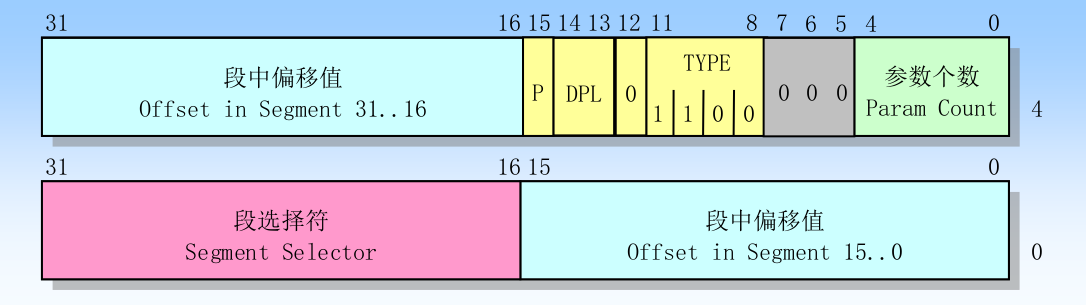 31 16 15 14 13 12 11 8 7 6 5 4 0
段中偏移值
Offset in Segment 31..16
P DPL 0
TYPE
1 1 0 0
0 0 0
参数个数
Param Count
4
31 16 15 0
段选择符
Segment Selector
段中偏移值
Offset in Segment 15..0
0